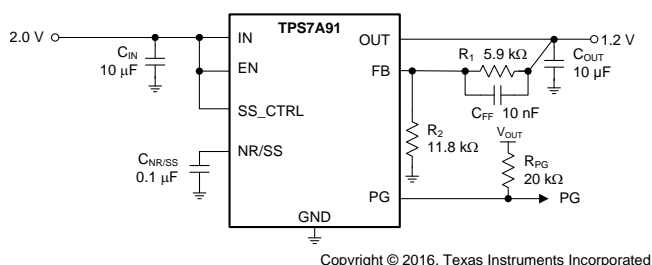 TPS7A91
2.0 V
IN
OUT
1.2 V
CIN
10 μF
EN
FB
R1 5.9 kΩ
COUT
10 μF
SS_CTRL
CFF 10 nF
NR/SS
CNR/SS
0.1 μF
R2
11.8 kΩ
VOUT
RPG
20 kΩ
PG
PG
GND
Copyright © 2016, Texas Instruments Incorporated